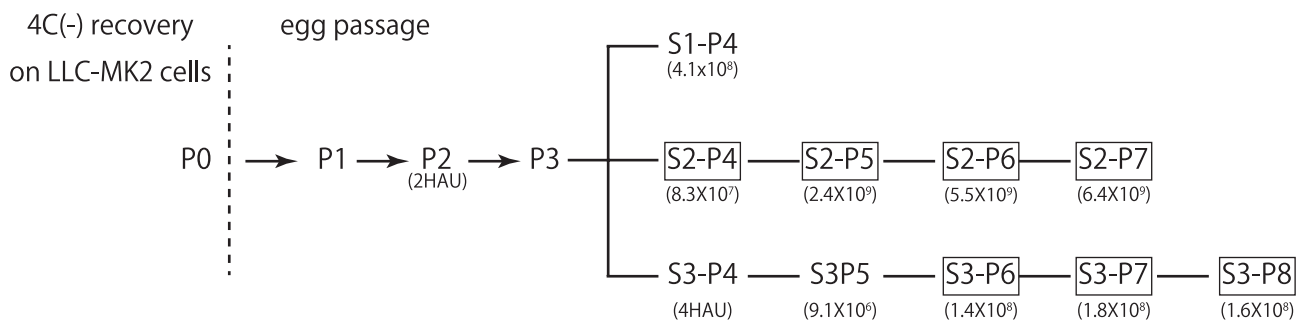 4C(-) recovery
on LLC-MK2 cells
egg passage
S1-P4
(4.1x10⁸)
P0 P1 P2 P3 S2-P4 S2-P5 S2-P6 S2-P7
(2HAU) (8.3X10⁷) (2.4X10⁹) (5.5X10⁹) (6.4X10⁹)
S3-P4 S3P5 S3-P6 S3-P7 S3-P8
(4HAU) (9.1X10⁶) (1.4X10⁸) (1.8X10⁸) (1.6X10⁸)